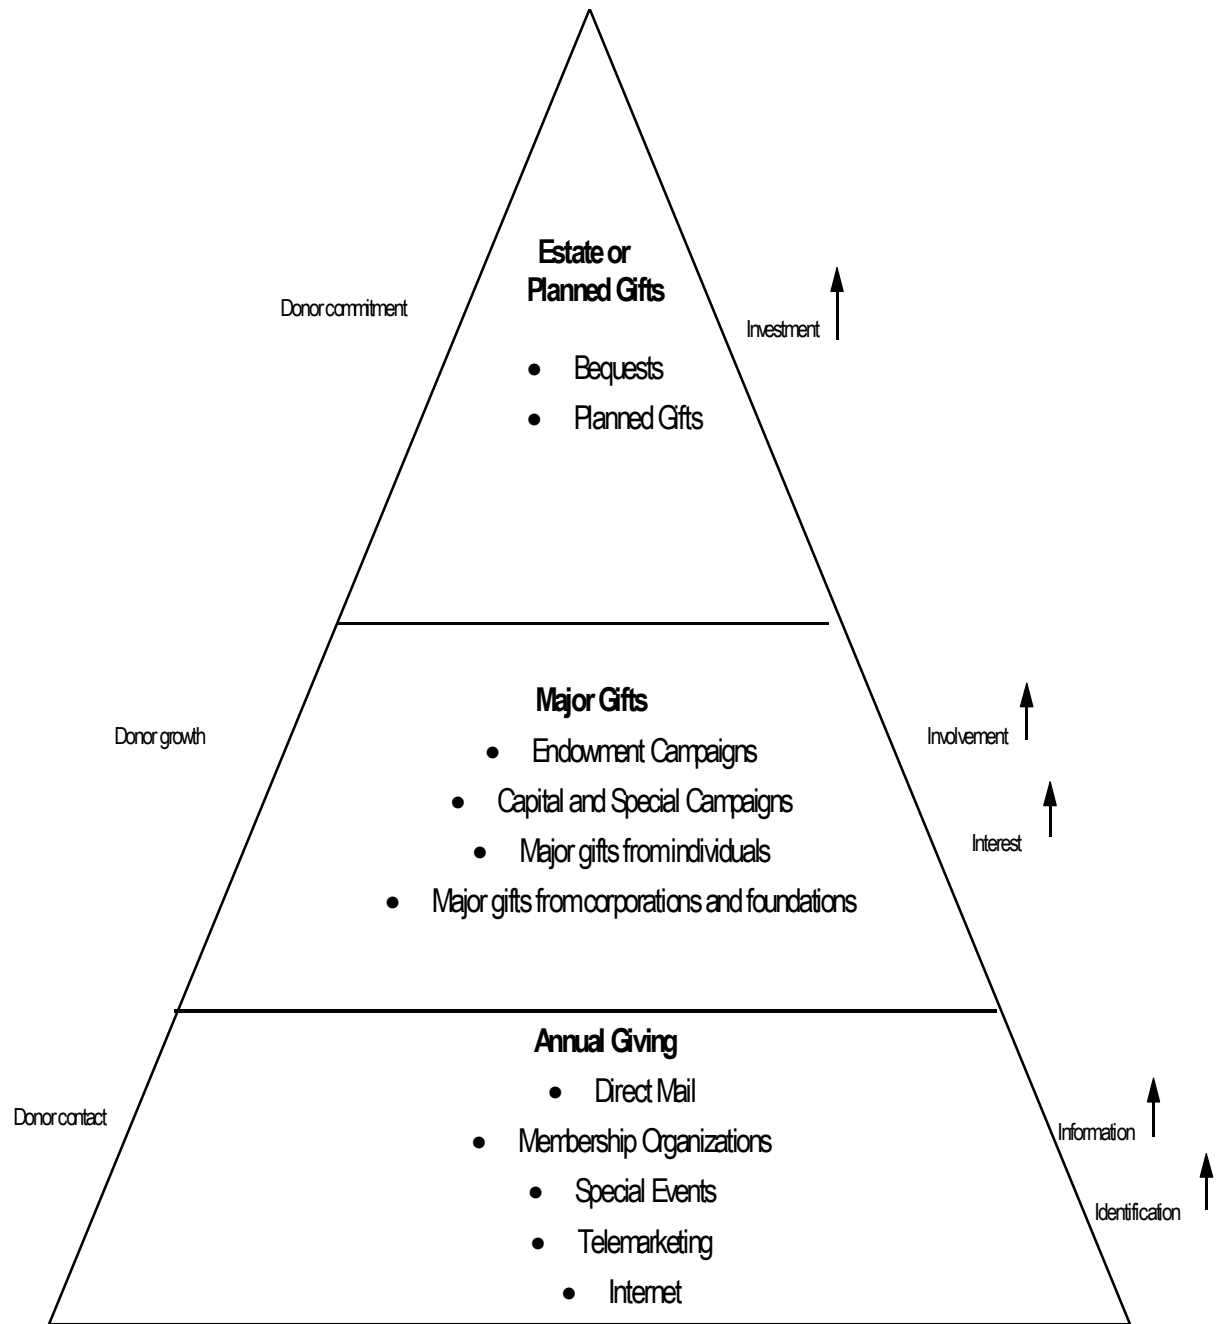 Estate or
Planned Gifts
Donor commitment
Investment
• Bequests
• Planned Gifts
Major Gifts
Donor growth
Involvement
• Endowment Campaigns
• Capital and Special Campaigns
Interest
• Major gifts from individuals
• Major gifts from corporations and foundations
Annual Giving
• Direct Mail
Donor contact
Information
• Membership Organizations
• Special Events
Identification
• Telemarketing
• Internet